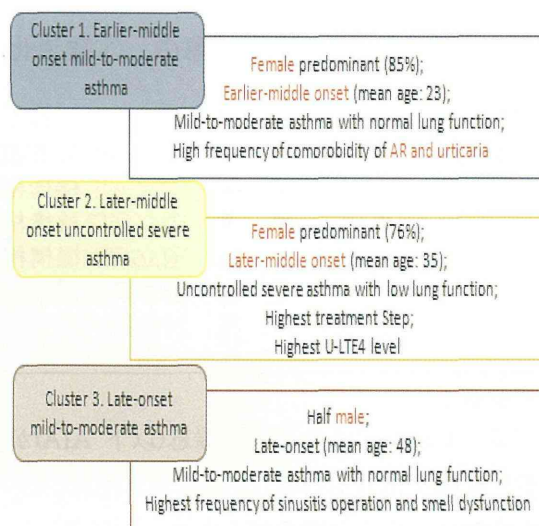 Cluster 1. Earlier-middle
onset mild-to-moderate
asthma
Female predominant (85%);
Earlier-middle onset (mean age: 23);
Mild-to-moderate asthma with normal lung function;
High frequency of comorobidity of AR and urticaria
Cluster 2. Later-middle
onset uncontrolled severe
asthma
Female predominant (76%);
Later-middle onset (mean age: 35);
Uncontrolled severe asthma with low lung function;
Highest treatment Step;
Highest U-LTE4 level
Cluster 3. Late-onset
mild-to-moderate asthma
Half male;
Late-onset (mean age: 48);
Mild-to-moderate asthma with normal lung function;
Highest frequency of sinusitis operation and smell dysfunction